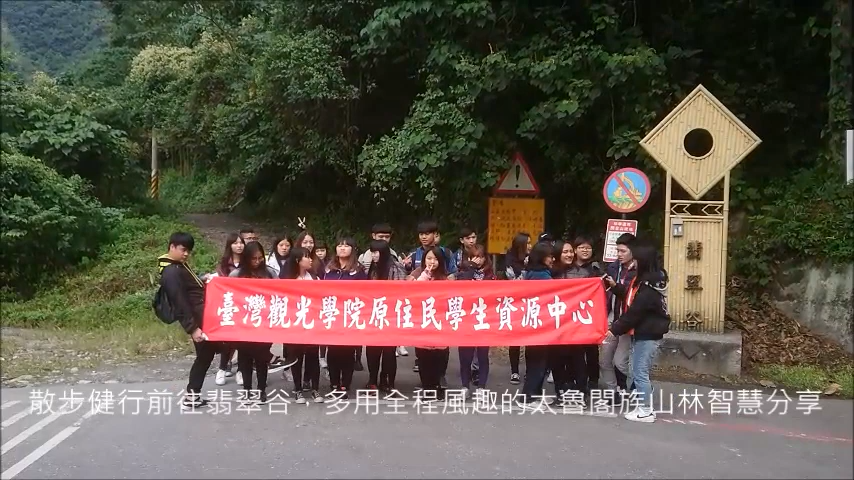 翡翠谷
臺灣觀光學院原住民學生資源中心
散步健行前往翡翠谷，多用全程風趣的太魯閣族山林智慧分享